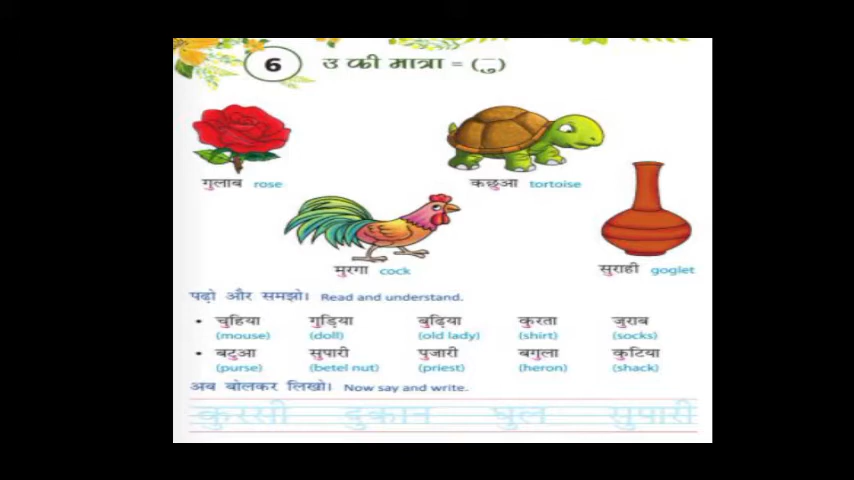 6 उ की मात्रा = ( ु)
गुलाब rose
कछुआ tortoise
मुरगा cock
सुराही goglet
पढ़ो और समझो। Read and understand.
• चुहिया गुड़िया बुढ़िया कुरता जुराब
(mouse) (doll) (old lady) (shirt) (socks)
• बटुआ सुपारी पुजारी बगुला कुटिया
(purse) (betel nut) (priest) (heron) (shack)
अब बोलकर लिखो। Now say and write.
कुरसी दुकान सुपारी